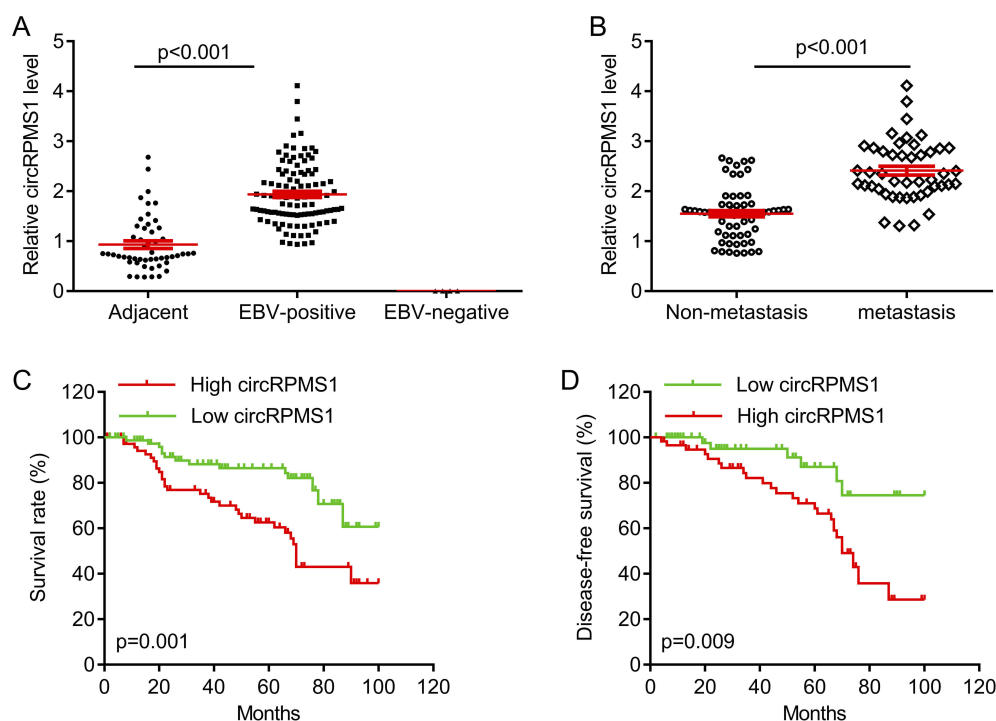 A
Relative circRPMS1 level
5
4
3
2
1
0
p<0.001
Adjacent
EBV-positive
EBV-negative
B
Relative circRPMS1 level
5
4
3
2
1
0
p<0.001
Non-metastasis
metastasis
C
High circRPMS1
Low circRPMS1
Survival rate (%)
120
100
80
60
40
20
0
p=0.001
0 20 40 60 80 100 120
Months
D
Low circRPMS1
High circRPMS1
Disease-free survival (%)
120
100
80
60
40
20
0
p=0.009
0 20 40 60 80 100 120
Months